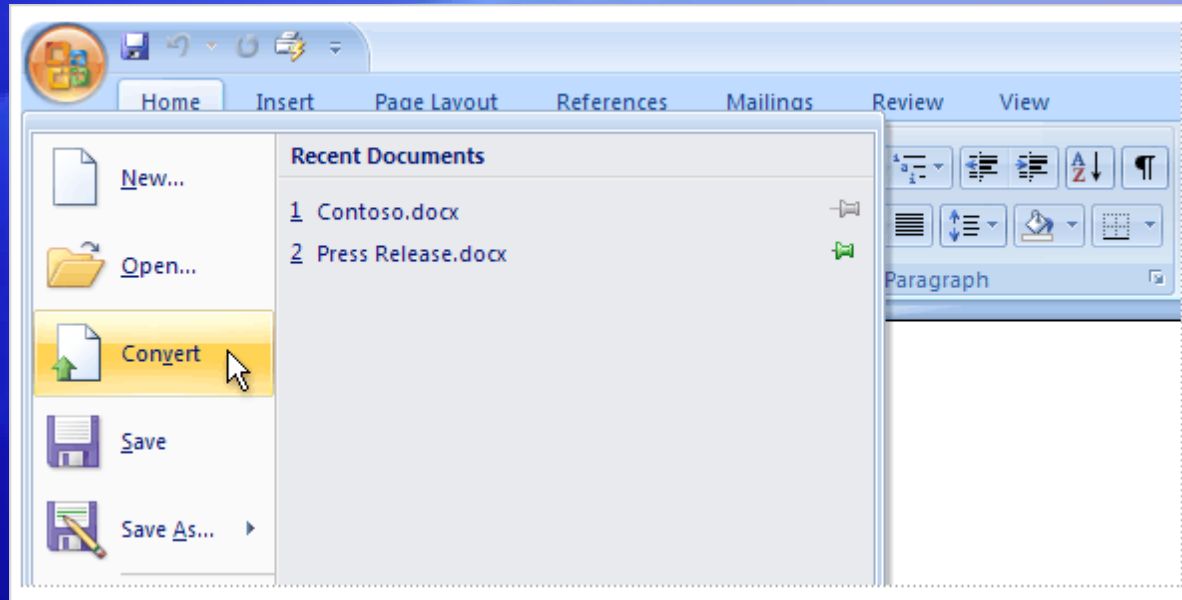 Home Insert Page Layout References Mailings Review View
New...
Open...
Convert
Save
Save As...
Recent Documents
1 Contoso.docx
2 Press Release.docx
Paragraph